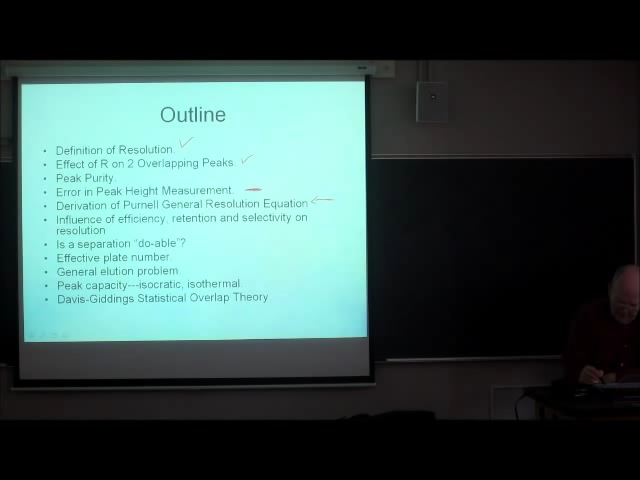 Outline
• Definition of Resolution.
• Effect of R on 2 Overlapping Peaks.
• Peak Purity.
• Error in Peak Height Measurement.
• Derivation of Purnell General Resolution Equation
• Influence of efficiency, retention and selectivity on
resolution
• Is a separation “do-able”?
• Effective plate number.
• General elution problem.
• Peak capacity---isocratic, isothermal.
• Davis-Giddings Statistical Overlap Theory